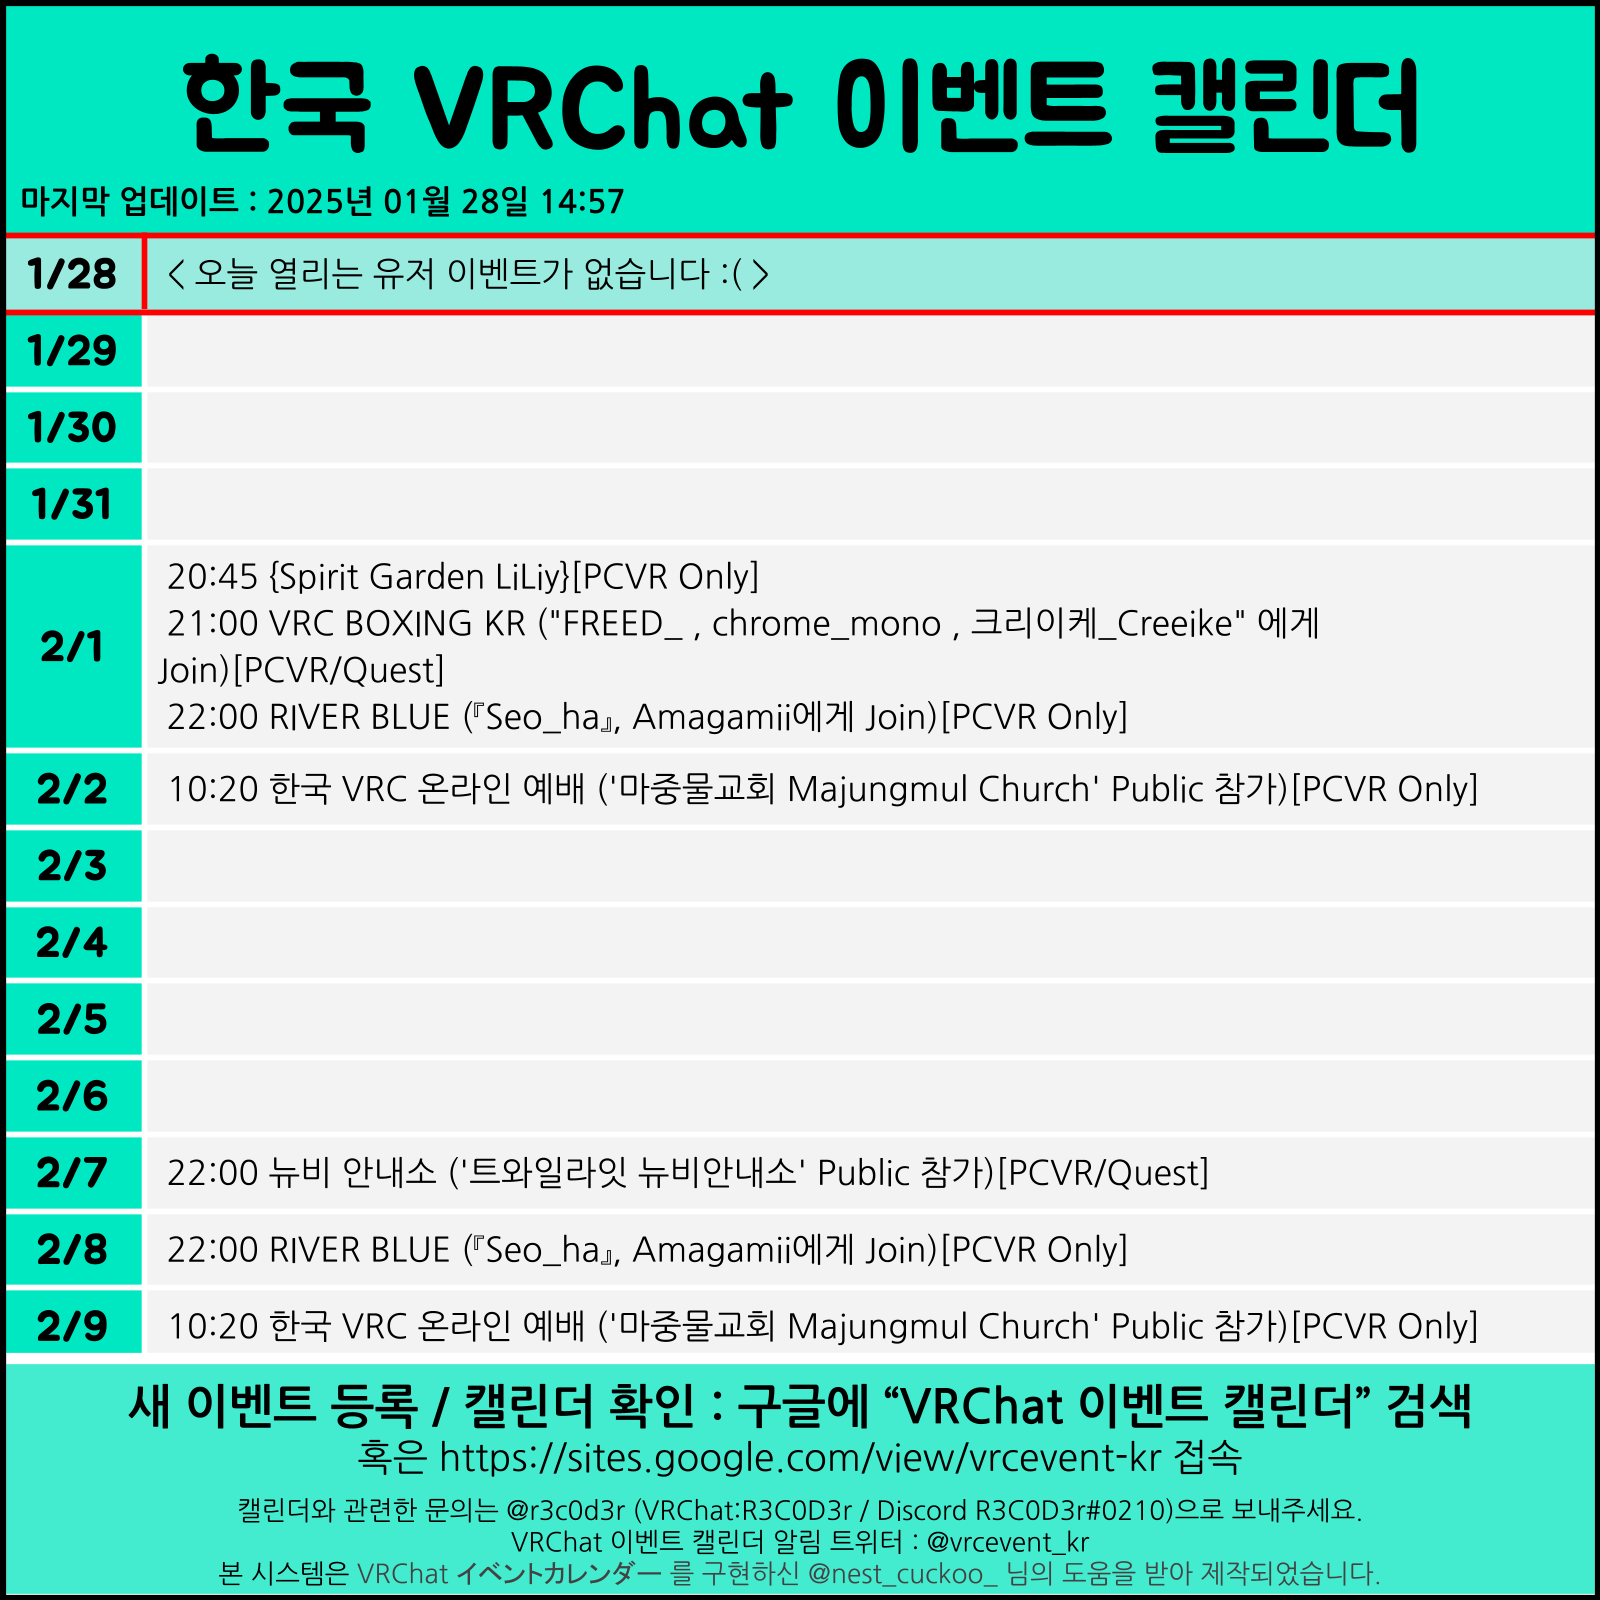 한국 VRChat 이벤트 캘린더
마지막 업데이트 : 2025년 01월 28일 14:57
1/28 < 오늘 열리는 유저 이벤트가 없습니다 :( >
1/29
1/30
1/31
2/1
20:45 {Spirit Garden LiLiy}[PCVR Only]
21:00 VRC BOXING KR ("FREED_ , chrome_mono , 크리이케_Creeike" 에게
Join)[PCVR/Quest]
22:00 RIVER BLUE (『Seo_ha』, Amagamii에게 Join)[PCVR Only]
2/2 10:20 한국 VRC 온라인 예배 ('마중물교회 Majungmul Church' Public 참가)[PCVR Only]
2/3
2/4
2/5
2/6
2/7 22:00 뉴비 안내소 ('트와일라잇 뉴비안내소' Public 참가)[PCVR/Quest]
2/8 22:00 RIVER BLUE (『Seo_ha』, Amagamii에게 Join)[PCVR Only]
2/9 10:20 한국 VRC 온라인 예배 ('마중물교회 Majungmul Church' Public 참가)[PCVR Only]
새 이벤트 등록 / 캘린더 확인 : 구글에 “VRChat 이벤트 캘린더” 검색
혹은 https://sites.google.com/view/vrcevent-kr 접속
캘린더와 관련한 문의는 @r3c0d3r (VRChat:R3C0D3r / Discord R3C0D3r#0210)으로 보내주세요.
VRChat 이벤트 캘린더 알림 트위터 : @vrcevent_kr
본 시스템은 VRChat イベントカレンダー 를 구현하신 @nest_cuckoo_ 님의 도움을 받아 제작되었습니다.